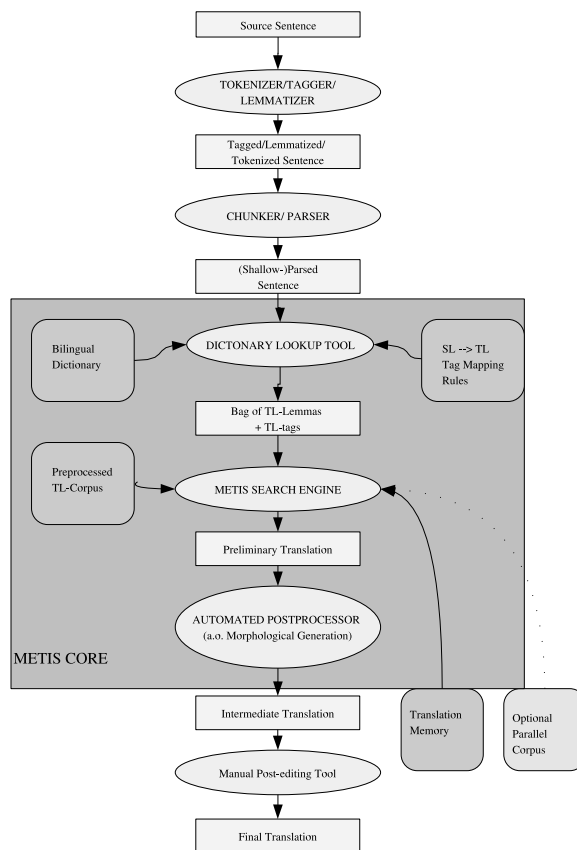 Source Sentence
TOKENIZER/TAGGER/
LEMMATIZER
Tagged/Lemmatized/
Tokenized Sentence
CHUNKER/ PARSER
(Shallow-)Parsed
Sentence
Bilingual
Dictionary
DICTONARY LOOKUP TOOL
SL --> TL
Tag Mapping
Rules
Bag of TL-Lemmas
+ TL-tags
Preprocessed
TL-Corpus
METIS SEARCH ENGINE
Preliminary Translation
AUTOMATED POSTPROCESSOR
(a.o. Morphological Generation)
METIS CORE
Intermediate Translation
Translation
Memory
Optional
Parallel
Corpus
Manual Post-editing Tool
Final Translation